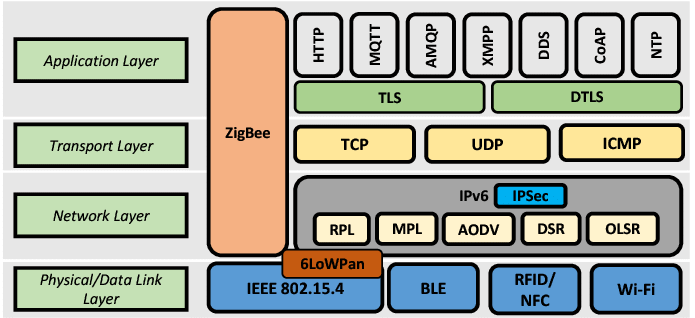 Application Layer
HTTP
MQTT
AMQP
XMPP
DDS
CoAP
NTP
TLS
DTLS
ZigBee
Transport Layer
TCP
UDP
ICMP
Network Layer
IPv6
IPSec
RPL
MPL
AODV
DSR
OLSR
6LoWPan
Physical/Data Link
Layer
IEEE 802.15.4
BLE
RFID/
NFC
Wi-Fi